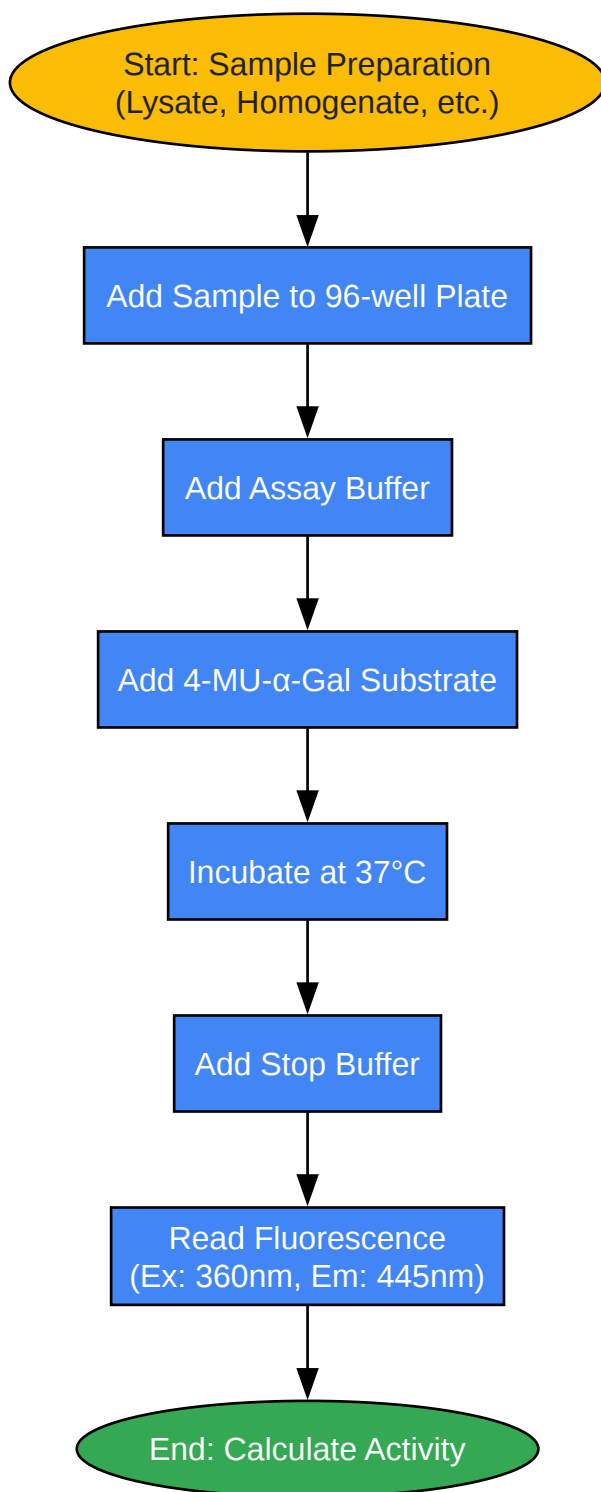 Start: Sample Preparation
(Lysate, Homogenate, etc.)
Add Sample to 96-well Plate
Add Assay Buffer
Add 4-MU-α-Gal Substrate
Incubate at 37°C
Add Stop Buffer
Read Fluorescence
(Ex: 360nm, Em: 445nm)
End: Calculate Activity